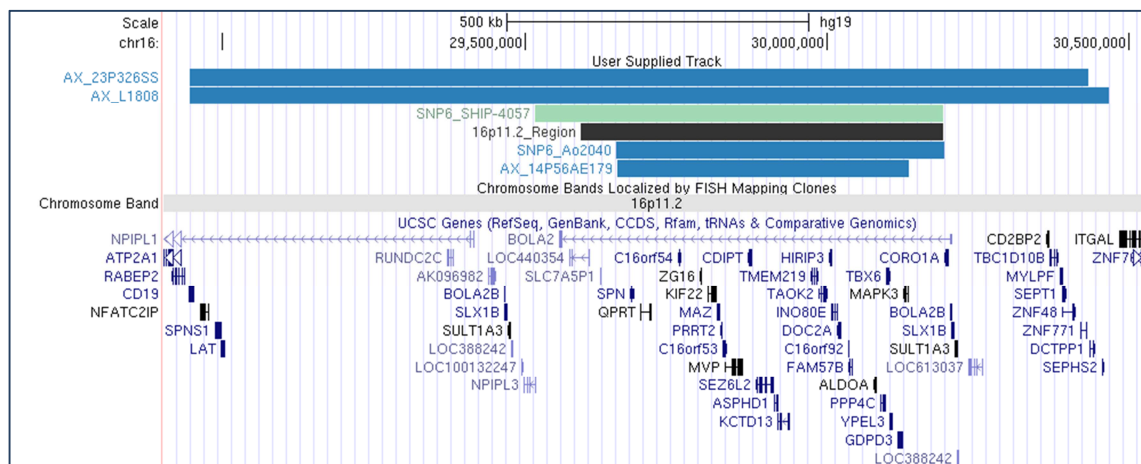 Scale 500 kb hg19
chr16: 29,500,000 30,000,000 30,500,000
User Supplied Track
AX_23P326SS
AX_L1808
SNP6_SHIP-4057
16p11.2_Region
SNP6_Ao2040
AX_14P56AE179
Chromosome Bands Localized by FISH Mapping Clones
Chromosome Band 16p11.2
UCSC Genes (RefSeq, GenBank, CCDS, Rfam, tRNAs & Comparative Genomics)
NPIPL1 BOLA2 CD2BP2 ITGAL
ATP2A1 RUNDC2C LOC440354 C16orf54 CDIPT HIRIP3 CORO1A TBC1D10B
RABEP2 AK096982 SLC7A5P1 ZG16 TMEM219 TBX6 MYLPF
CD19 BOLA2B SPN KIF22 TAOK2 MAPK3 SEPT1
NFATC2IP SLX1B QPRT MAZ INO80E BOLA2B ZNF48
SPNS1 SULT1A3 PRRT2 DOC2A SLX1B ZNF771
LAT LOC388242 C16orf53 C16orf92 SULT1A3 DCTPP1
LOC100132247 MVP FAM57B LOC613037 SEPHS2
NPIPL3 SEZ6L2 ALDOA
ASPHD1 PPP4C
KCTD13 YPEL3
GDPD3
LOC388242